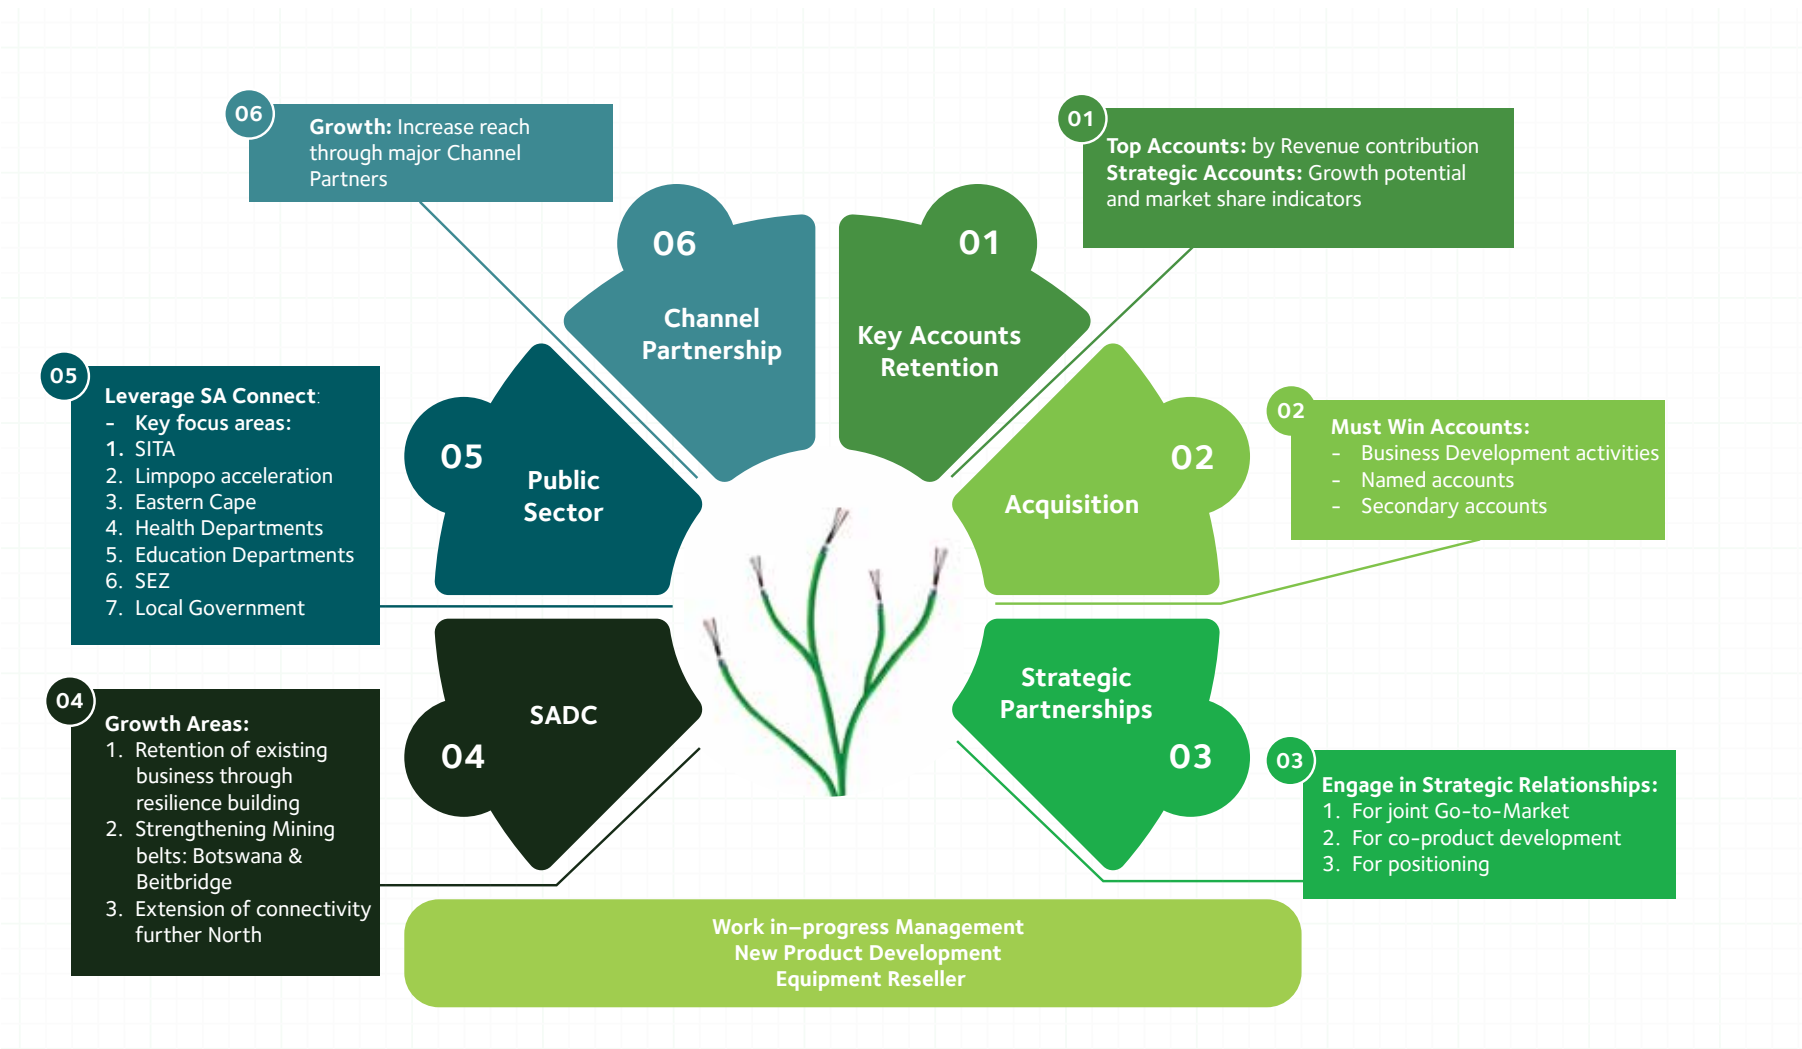 06
Growth: Increase reach
through major Channel
Partners
01
Top Accounts: by Revenue contribution
Strategic Accounts: Growth potential
and market share indicators
06
Channel
Partnership
01
Key Accounts
Retention
05
Leverage SA Connect:
- Key focus areas:
1. SITA
2. Limpopo acceleration
3. Eastern Cape
4. Health Departments
5. Education Departments
6. SEZ
7. Local Government
05
Public
Sector
02
Acquisition
02
Must Win Accounts:
- Business Development activities
- Named accounts
- Secondary accounts
04
Growth Areas:
1. Retention of existing
business through
resilience building
2. Strengthening Mining
belts: Botswana &
Beitbridge
3. Extension of connectivity
further North
SADC
04
Strategic
Partnerships
03
03
Engage in Strategic Relationships:
1. For joint Go-to-Market
2. For co-product development
3. For positioning
Work in–progress Management
New Product Development
Equipment Reseller